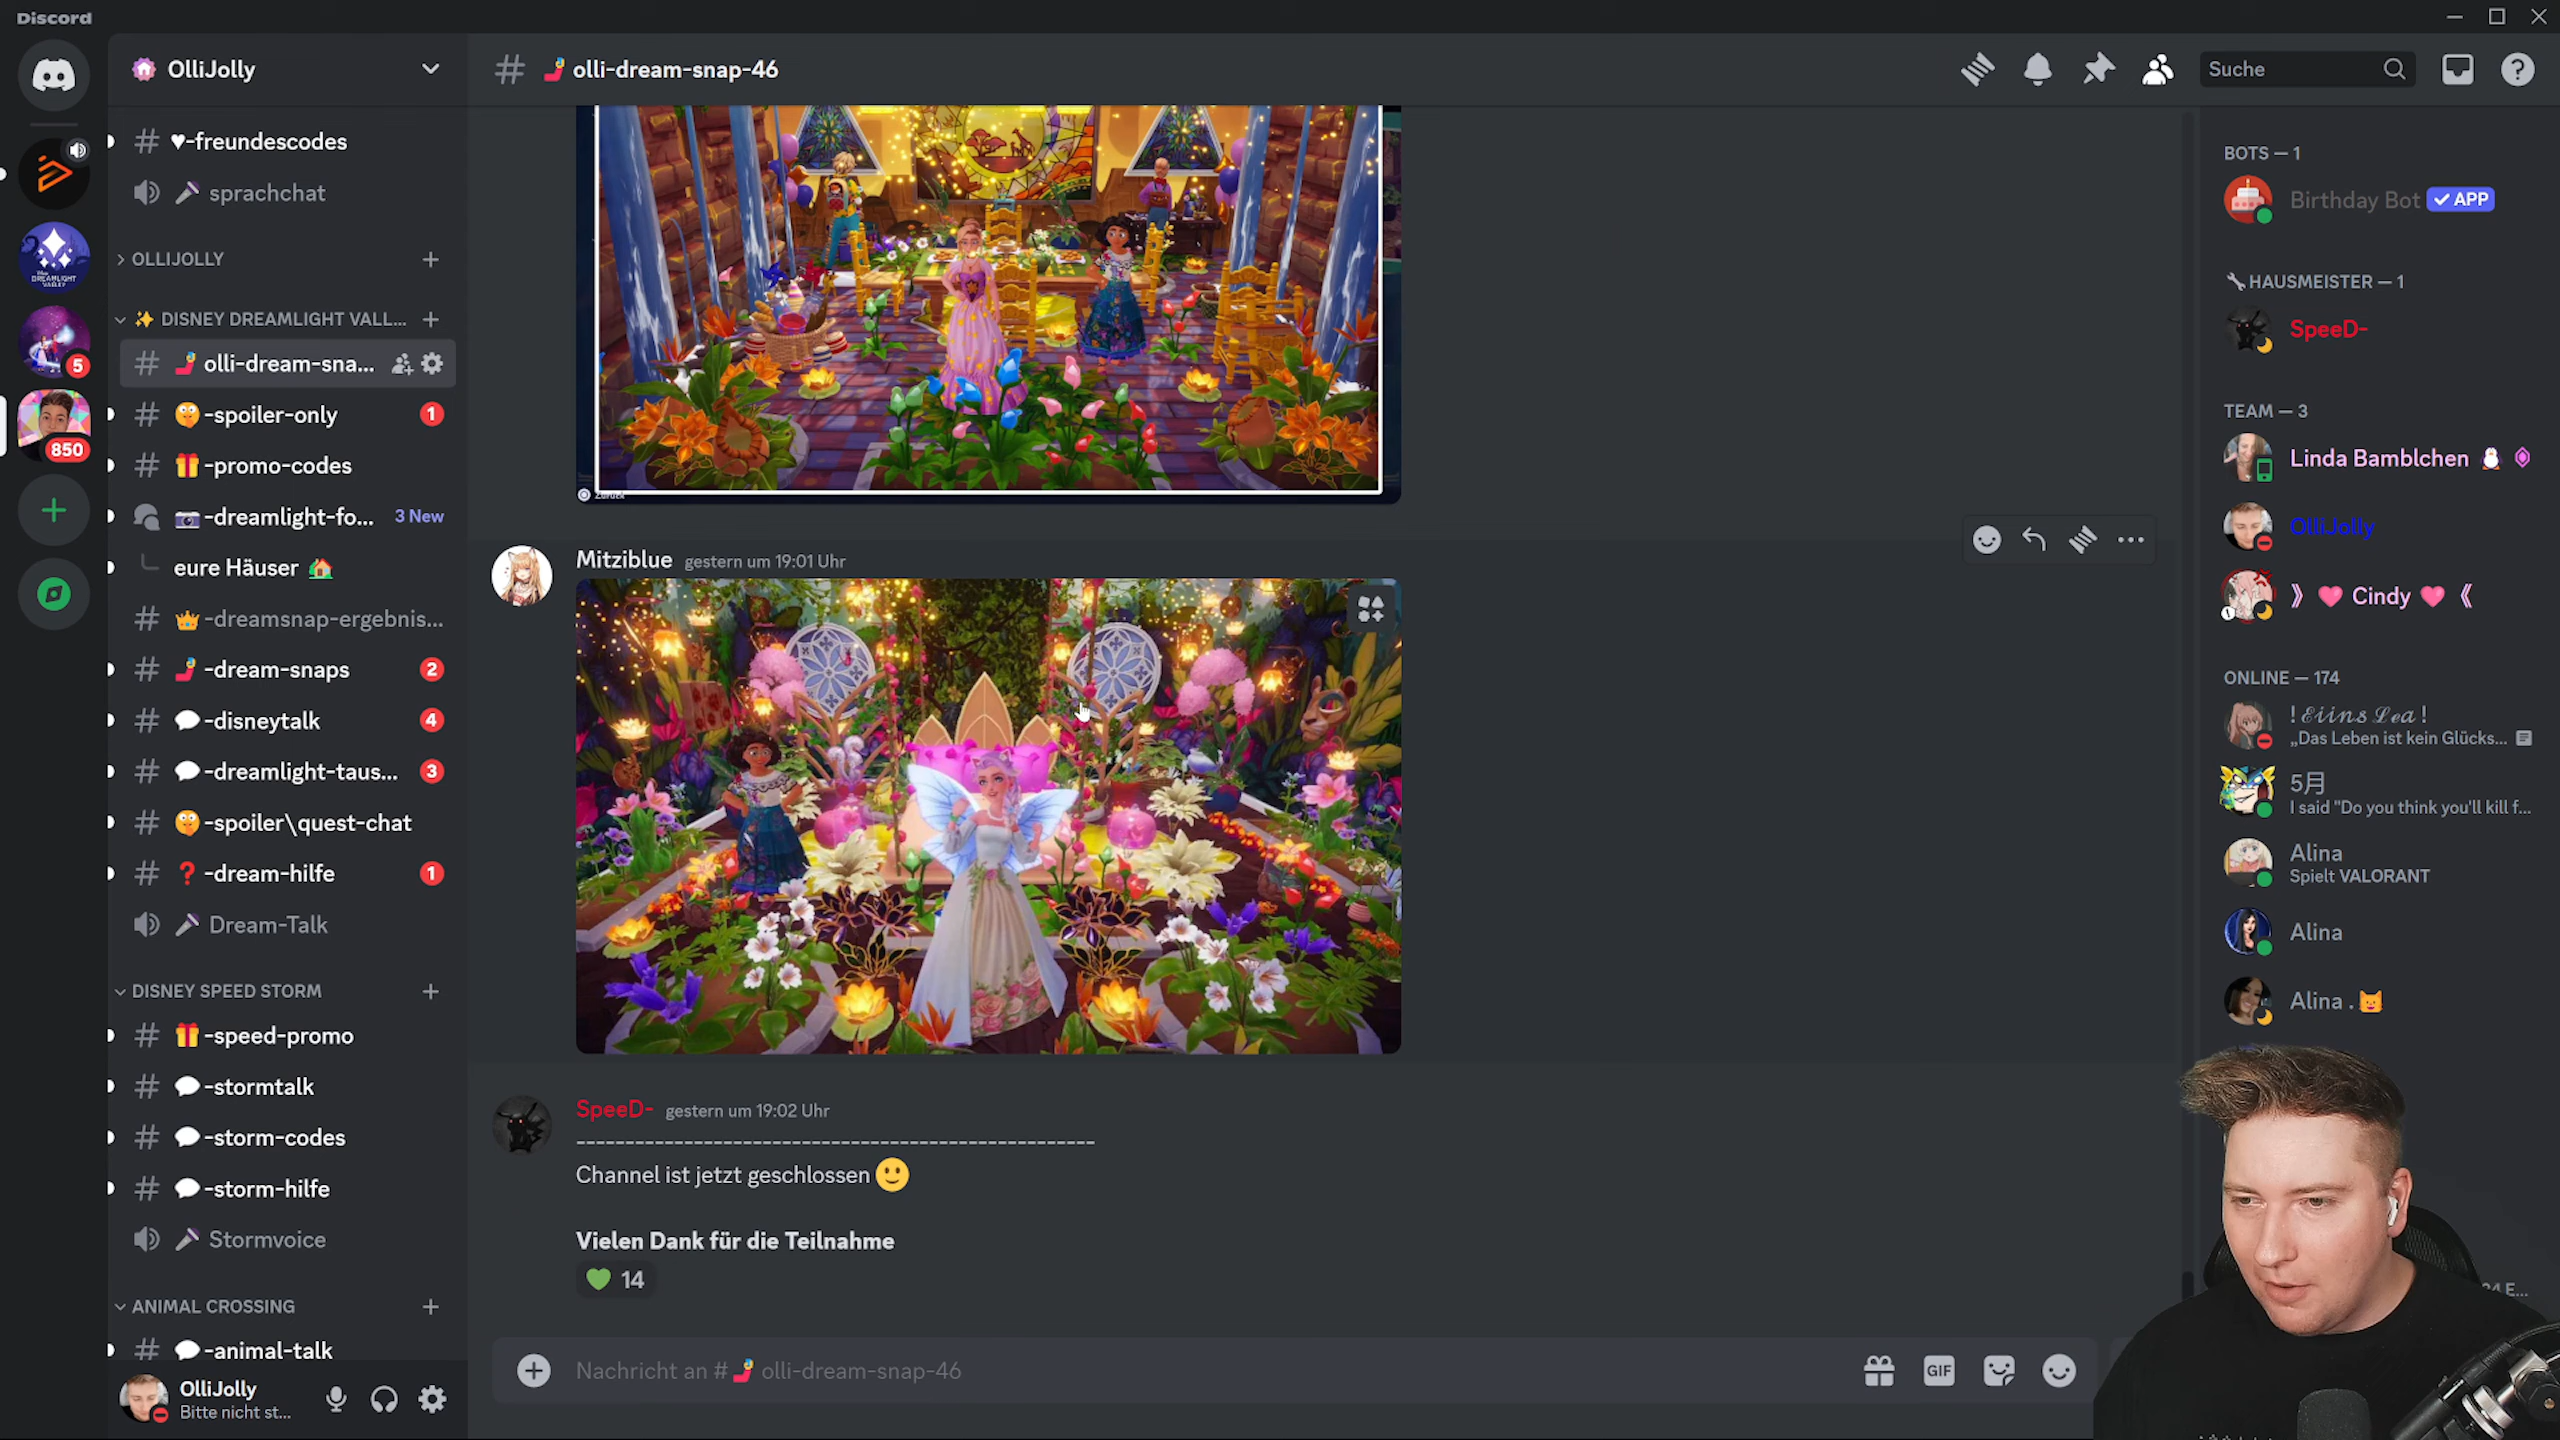 Discord
OlliJolly
olli-dream-snap-46
Suche
♥-freundescodes
sprachchat
OLLIJOLLY
DISNEY DREAMLIGHT VALL...
olli-dream-sna...
-spoiler-only
1
-promo-codes
-dreamlight-fo...
3 New
eure Häuser
-dreamsnap-ergebnis...
-dream-snaps
2
-disneytalk
4
-dreamlight-taus...
3
-spoiler\quest-chat
-dream-hilfe
1
Dream-Talk
DISNEY SPEED STORM
-speed-promo
-stormtalk
-storm-codes
-storm-hilfe
Stormvoice
ANIMAL CROSSING
-animal-talk
OlliJolly
Bitte nicht st...
5
850
DREAMLIGHT
VALLEY
Zurück
Mitziblue gestern um 19:01 Uhr
SpeeD- gestern um 19:02 Uhr
----------------------------------------------------
Channel ist jetzt geschlossen 🙂
Vielen Dank für die Teilnahme
💚 14
Nachricht an # olli-dream-snap-46
GIF
BOTS — 1
Birthday Bot ✓ APP
HAUSMEISTER — 1
SpeeD-
TEAM — 3
Linda Bamblchen
OlliJolly
》 🩷 Cindy 🩷 《
ONLINE — 174
! 𝓔𝓲𝓲𝓷𝓼 𝓛𝓮𝓪 !
„Das Leben ist kein Glücks...
5月
I said "Do you think you'll kill f...
Alina
Spielt VALORANT
Alina
Alina . 😺